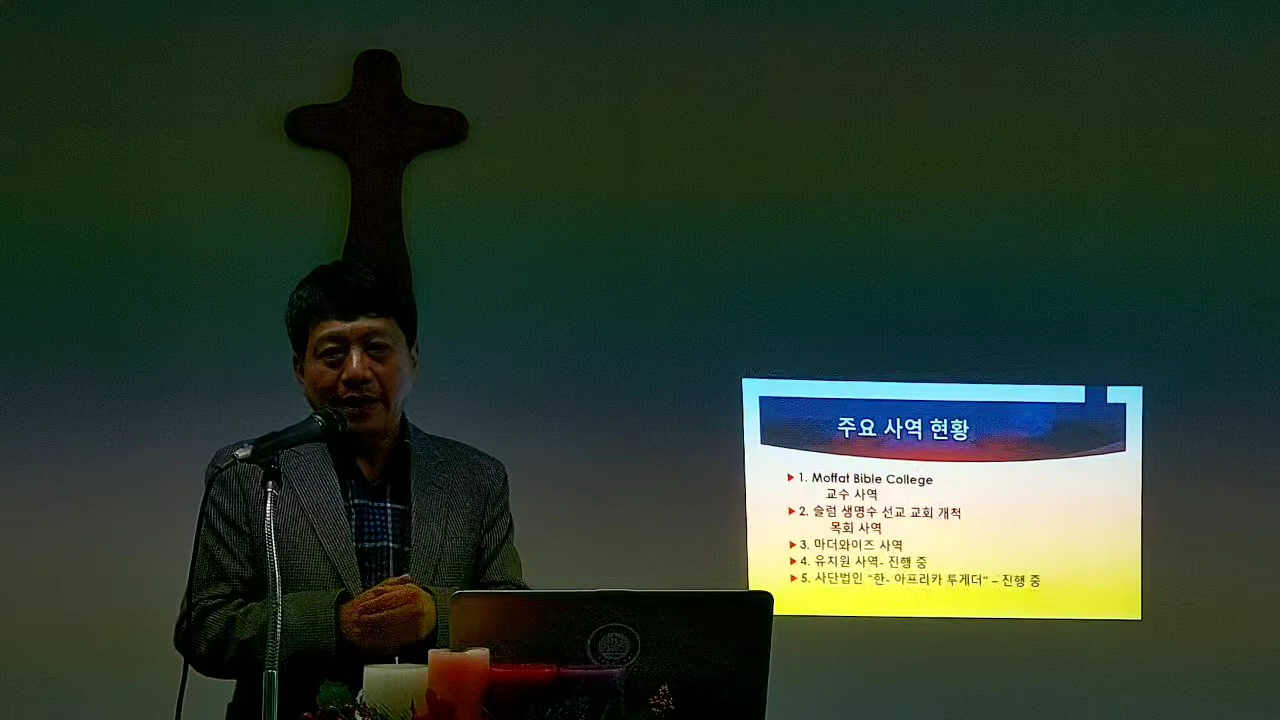 주요 사역 현황
▶ 1. Moffat Bible College
교수 사역
▶ 2. 슬럼 생명수 선교 교회 개척
목회 사역
▶ 3. 마더와이즈 사역
▶ 4. 유치원 사역- 진행 중
▶ 5. 사단법인 "한- 아프리카 투게더" – 진행 중